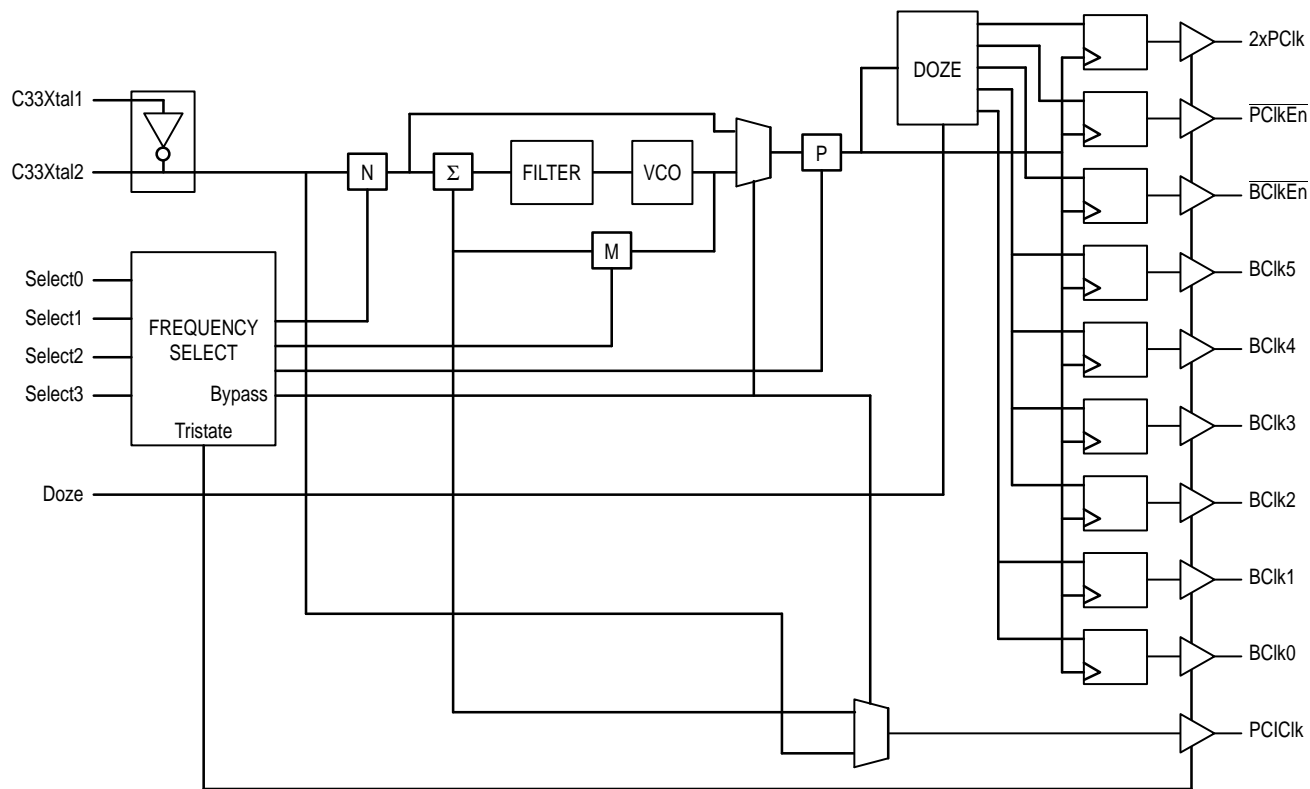 2xPClk
DOZE
C33Xtal1
PClkEn
C33Xtal2
N
Σ
FILTER
VCO
P
BClkEn
M
Select0
BClk5
Select1
FREQUENCY
SELECT
Select2
BClk4
Select3
Bypass
Tristate
BClk3
Doze
BClk2
BClk1
BClk0
PCIClk